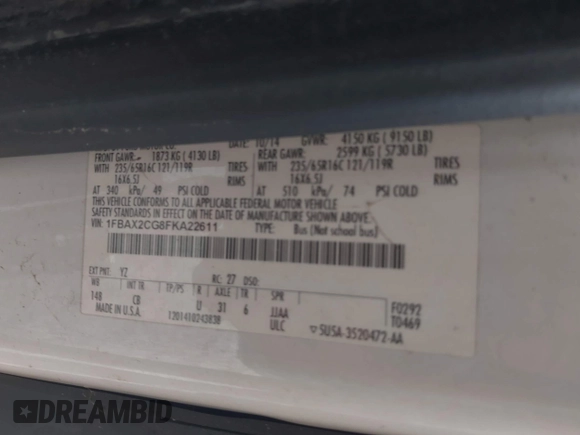 DATE: 10/14 GVWR: 4150 KG ( 9150 LB)
FRONT GAWR: 1873 KG ( 4130 LB) REAR GAWR: 2599 KG ( 5730 LB)
WITH 235/65R16C 121/119R TIRES WITH 235/65R16C 121/119R TIRES
16X6.5J RIMS 16X6.5J RIMS
AT 340 kPa/ 49 PSI COLD AT 510 kPa/ 74 PSI COLD
THIS VEHICLE CONFORMS TO ALL APPLICABLE FEDERAL MOTOR VEHICLE
SAFETY STANDARDS IN EFFECT ON THE DATE OF MANUFACTURE SHOWN ABOVE.
VIN: 1FBAX2CG8FKA22611 TYPE: Bus (Not school bus)
EXT PNT: YZ RC: 27 DSO:
WB INT TR TP/PS R AXLE TR SPR
148 CB U 31 6 JJAA F0292
MADE IN U.S.A. ULC T0469
▽ SU5A-3520472-AA
DREAMBID